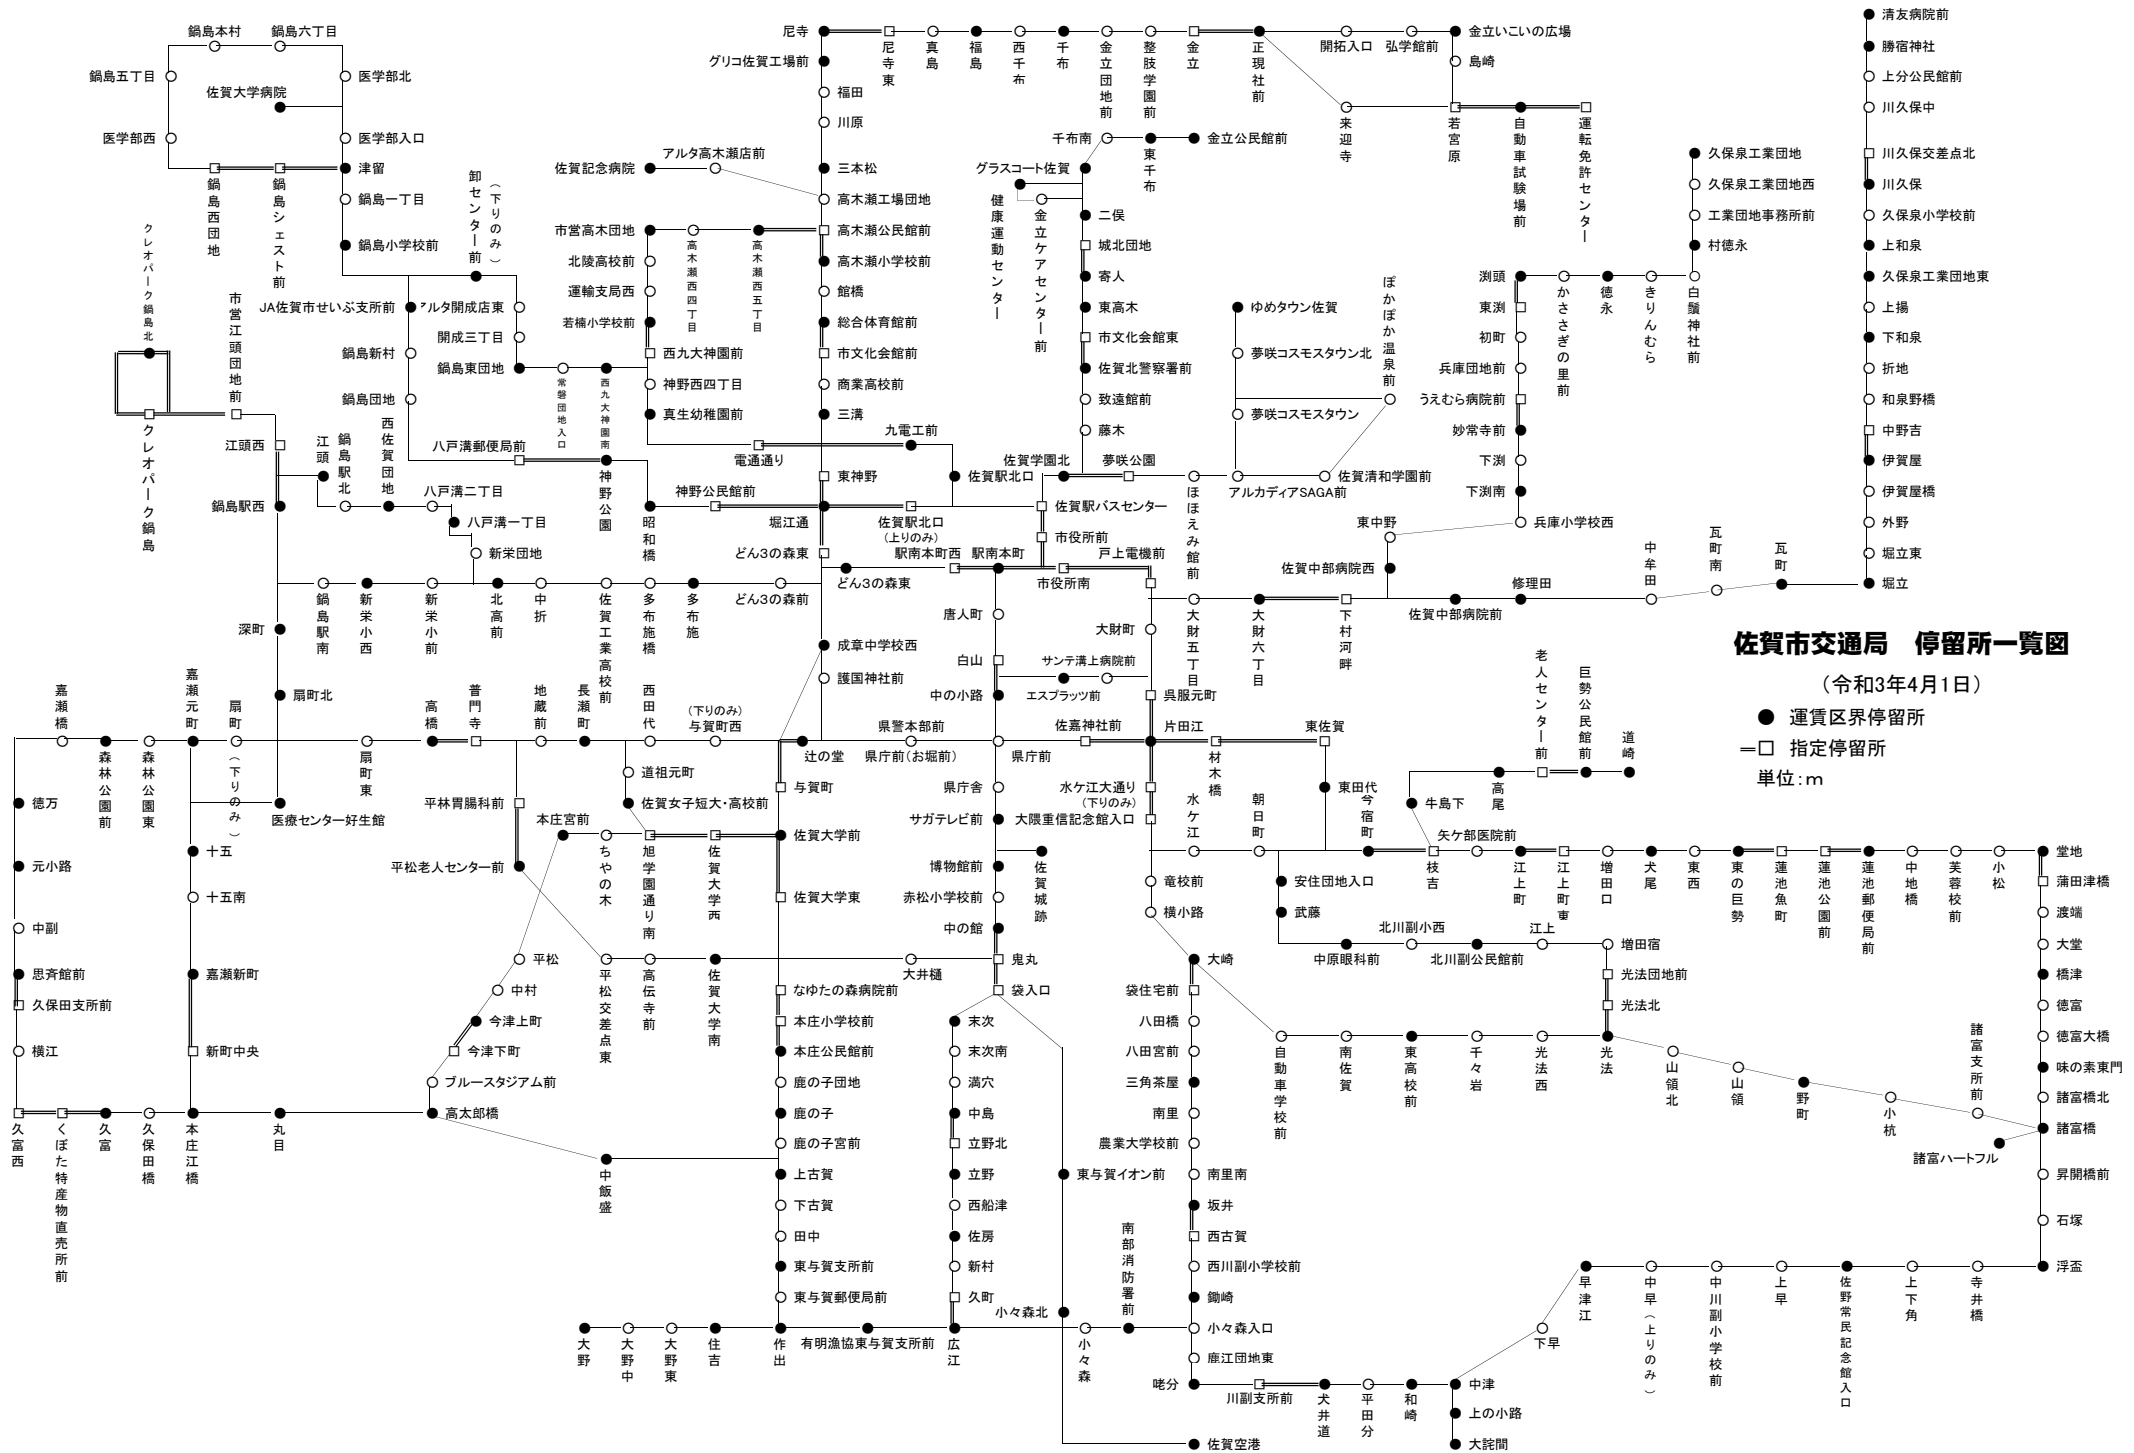 佐賀市交通局　停留所一覧図
（令和3年4月1日）
運賃区界停留所
指定停留所
単位：ｍ
鍋島本村
鍋島六丁目
鍋島五丁目
医学部北
佐賀大学病院
医学部西
医学部入口
津留
鍋島西団地
鍋島シェスト前
鍋島一丁目
鍋島小学校前
卸センター前
（下りのみ）
クレオパーク鍋島北
市営江頭団地前
クレオパーク鍋島
JA佐賀市せいぶ支所前
アルタ開成店東
開成三丁目
鍋島新村
鍋島東団地
常磐団地入口
西九大神園南
鍋島団地
八戸溝郵便局前
神野公園
江頭西
江頭
鍋島駅北
西佐賀団地
八戸溝二丁目
鍋島駅西
八戸溝一丁目
新栄団地
昭和橋
神野公民館前
尼寺
グリコ佐賀工場前
福田
川原
三本松
高木瀬工場団地
高木瀬公民館前
高木瀬小学校前
館橋
総合体育館前
市文化会館前
商業高校前
三溝
東神野
堀江通
どん３の森東
佐賀記念病院
アルタ高木瀬店前
市営高木団地
高木瀬西四丁目
高木瀬西五丁目
北陵高校前
運輸支局西
若楠小学校前
西九大神園前
神野西四丁目
真生幼稚園前
電通通り
九電工前
佐賀駅北口
佐賀駅北口
（上りのみ）
尼寺東
真島
福島
西千布
千布
金立団地前
整肢学園前
金立
正現社前
開拓入口
弘学館前
金立いこいの広場
島崎
来迎寺
若宮原
自動車試験場前
運転免許センター
千布南
東千布
金立公民館前
グラスコート佐賀
健康運動センター
金立ケアセンター前
二俣
城北団地
寄人
東高木
市文化会館東
佐賀北警察署前
致遠館前
藤木
佐賀学園北
夢咲公園
ほほえみ館前
アルカディアSAGA前
佐賀清和学園前
ゆめタウン佐賀
夢咲コスモスタウン北
夢咲コスモスタウン
ぽかぽか温泉前
佐賀駅バスセンター
市役所前
戸上電機前
市役所南
駅南本町西
駅南本町
どん３の森東
清友病院前
勝宿神社
上分公民館前
川久保中
川久保交差点北
川久保
久保泉小学校前
上和泉
久保泉工業団地東
上揚
下和泉
折地
和泉野橋
中野吉
伊賀屋
伊賀屋橋
外野
堀立東
堀立
久保泉工業団地
久保泉工業団地西
工業団地事務所前
村徳永
渕頭
かささぎの里前
徳永
きりんむら
白鬚神社前
東渕
初町
兵庫団地前
うえむら病院前
妙常寺前
下渕
下渕南
兵庫小学校西
東中野
佐賀中部病院西
佐賀中部病院前
修理田
中牟田
瓦町南
瓦町
大財五丁目
大財六丁目
下村河畔
鍋島駅南
新栄小西
新栄小前
北高前
中折
佐賀工業高校前
多布施橋
多布施
どん３の森前
深町
扇町北
医療センター好生館
成章中学校西
護国神社前
唐人町
白山
中の小路
サンテ溝上病院前
エスプラッツ前
大財町
呉服元町
嘉瀬橋
森林公園前
森林公園東
嘉瀬元町
扇町（下りのみ）
扇町東
高橋
普門寺
地蔵前
長瀬町
西田代
（下りのみ）
与賀町西
辻の堂
県警本部前
県庁前（お堀前）
県庁前
佐嘉神社前
片田江
材木橋
東佐賀
東田代
徳万
元小路
中副
思斉館前
久保田支所前
横江
久富西
くぼた特産物直売所前
久富
久保田橋
本庄江橋
丸目
十五
十五南
嘉瀬新町
新町中央
高太郎橋
ブルースタジアム前
今津下町
今津上町
中村
平松
中飯盛
平林胃腸科前
平松老人センター前
道祖元町
佐賀女子短大・高校前
本庄宮前
ちやの木
旭学園通り南
佐賀大学西
佐賀大学前
与賀町
佐賀大学東
平松交差点東
高伝寺前
佐賀大学南
大井樋
鬼丸
袋入口
なゆたの森病院前
本庄小学校前
本庄公民館前
鹿の子団地
鹿の子
鹿の子宮前
上古賀
下古賀
田中
東与賀支所前
東与賀郵便局前
作出
大野
大野中
大野東
住吉
有明漁協東与賀支所前
広江
県庁舎
サガテレビ前
博物館前
佐賀城跡
赤松小学校前
中の館
末次
末次南
満穴
中島
立野北
立野
西船津
佐房
新村
久町
東与賀イオン前
小々森北
小々森
南部消防署前
佐賀空港
水ケ江大通り
（下りのみ）
大隈重信記念館入口
水ケ江
朝日町
今宿町
竜校前
横小路
大崎
袋住宅前
八田橋
八田宮前
三角茶屋
南里
農業大学校前
南里南
坂井
西古賀
西川副小学校前
鋤崎
小々森入口
鹿江団地東
咾分
川副支所前
犬井道
平田分
和崎
中津
上の小路
大詫間
下早
早津江
中早（上りのみ）
中川副小学校前
上早
佐野常民記念館入口
上下角
寺井橋
浮盃
安住団地入口
武藤
中原眼科前
北川副小西
北川副公民館前
江上
増田宿
光法団地前
光法北
光法
自動車学校前
南佐賀
東高校前
千々岩
光法西
山領北
山領
野町
小杭
諸富支所前
諸富橋
諸富ハートフル
老人センター前
巨勢公民館前
道崎
高尾
牛島下
枝吉
矢ケ部医院前
江上町
江上町東
増田口
犬尾
東西
東の巨勢
蓮池魚町
蓮池公園前
蓮池郵便局前
中地橋
芙蓉校前
小松
堂地
蒲田津橋
渡端
大堂
橋津
徳富
徳富大橋
味の素東門
諸富橋北
昇開橋前
石塚